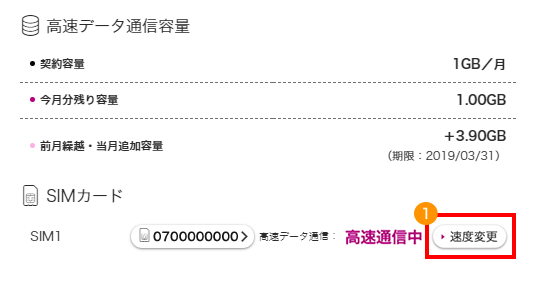 高速データ通信容量
契約容量 1GB／月
今月分残り容量 1.00GB
前月繰越・当月追加容量 +3.90GB
（期限：2019/03/31）
SIMカード
1
SIM1 0700000000 高速データ通信： 高速通信中 速度変更